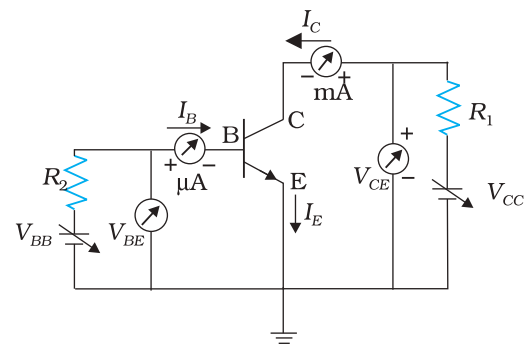 I_C
– +
mA
I_B
B
C
R_1
+ –
µA
R_2
E
V_CE
+
–
V_CC
I_E
V_BB
V_BE